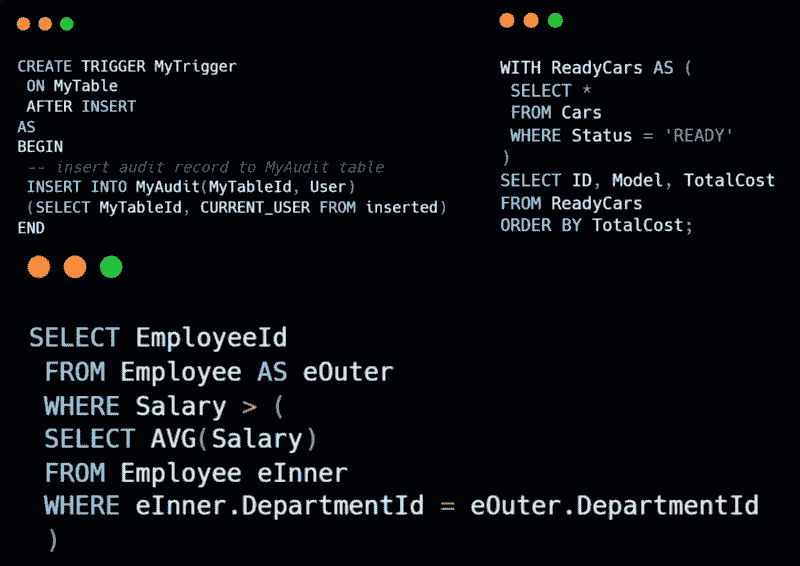 CREATE TRIGGER MyTrigger
ON MyTable
AFTER INSERT
AS
BEGIN
-- insert audit record to MyAudit table
INSERT INTO MyAudit(MyTableId, User)
(SELECT MyTableId, CURRENT_USER FROM inserted)
END
WITH ReadyCars AS (
SELECT *
FROM Cars
WHERE Status = 'READY'
)
SELECT ID, Model, TotalCost
FROM ReadyCars
ORDER BY TotalCost;
SELECT EmployeeId
FROM Employee AS eOuter
WHERE Salary > (
SELECT AVG(Salary)
FROM Employee eInner
WHERE eInner.DepartmentId = eOuter.DepartmentId
)